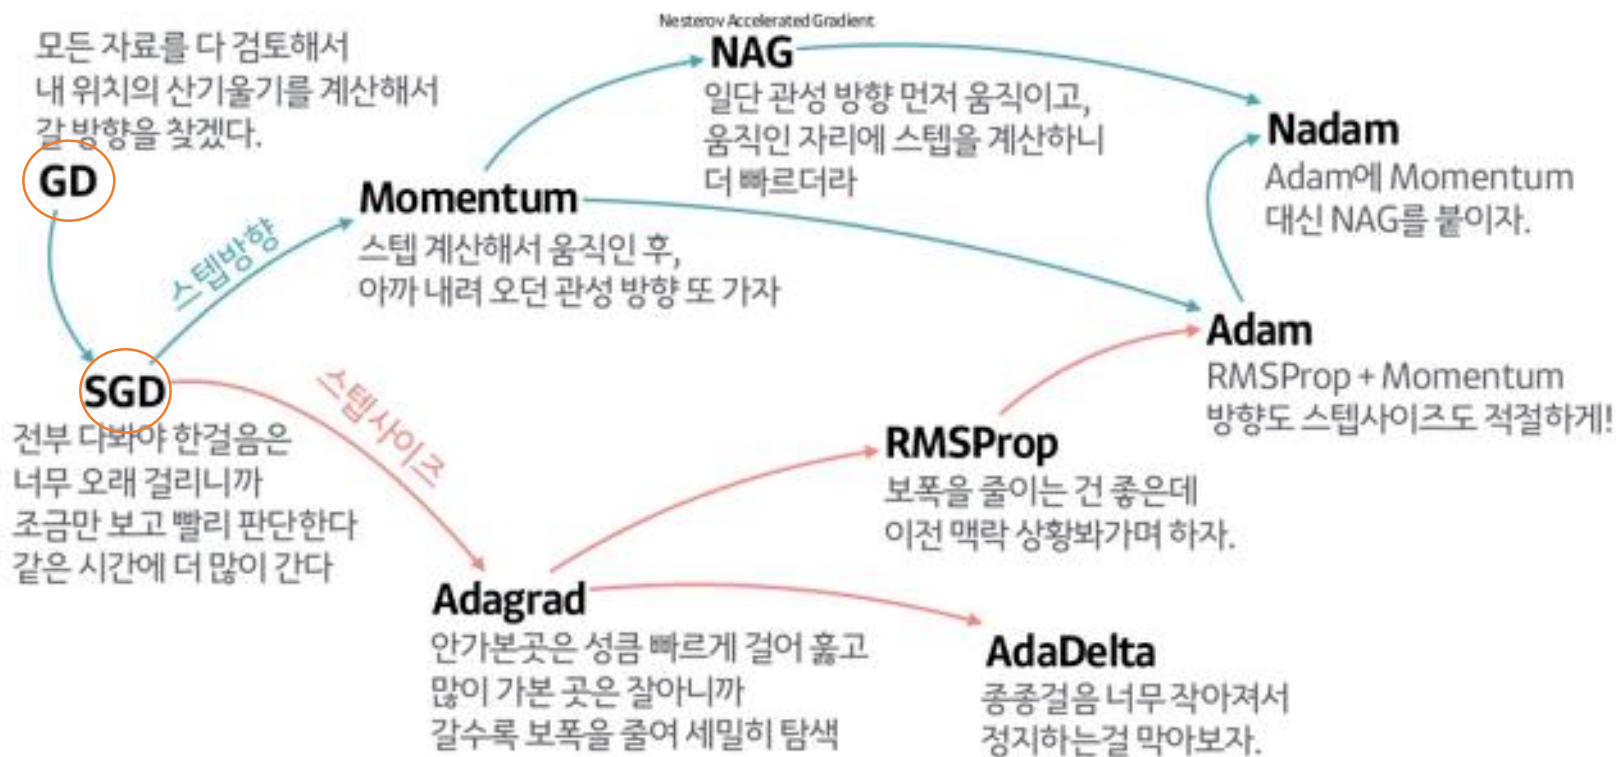 모든 자료를 다 검토해서
내 위치의 산기울기를 계산해서
갈 방향을 찾겠다.
GD
스텝방향
SGD
전부 다봐야 한걸음은
너무 오래 걸리니까
조금만 보고 빨리 판단한다
같은 시간에 더 많이 간다
Momentum
스텝 계산해서 움직인 후,
아까 내려 오던 관성 방향 또 가자
Nesterov Accelerated Gradient
NAG
일단 관성 방향 먼저 움직이고,
움직인 자리에 스텝을 계산하니
더 빠르더라
Nadam
Adam에 Momentum
대신 NAG를 붙이자.
Adam
RMSProp + Momentum
방향도 스텝사이즈도 적절하게!
스텝사이즈
RMSProp
보폭을 줄이는 건 좋은데
이전 맥락 상황봐가며 하자.
Adagrad
안가본곳은 성큼 빠르게 걸어 훑고
많이 가본 곳은 잘아니까
갈수록 보폭을 줄여 세밀히 탐색
AdaDelta
종종걸음 너무 작아져서
정지하는걸 막아보자.